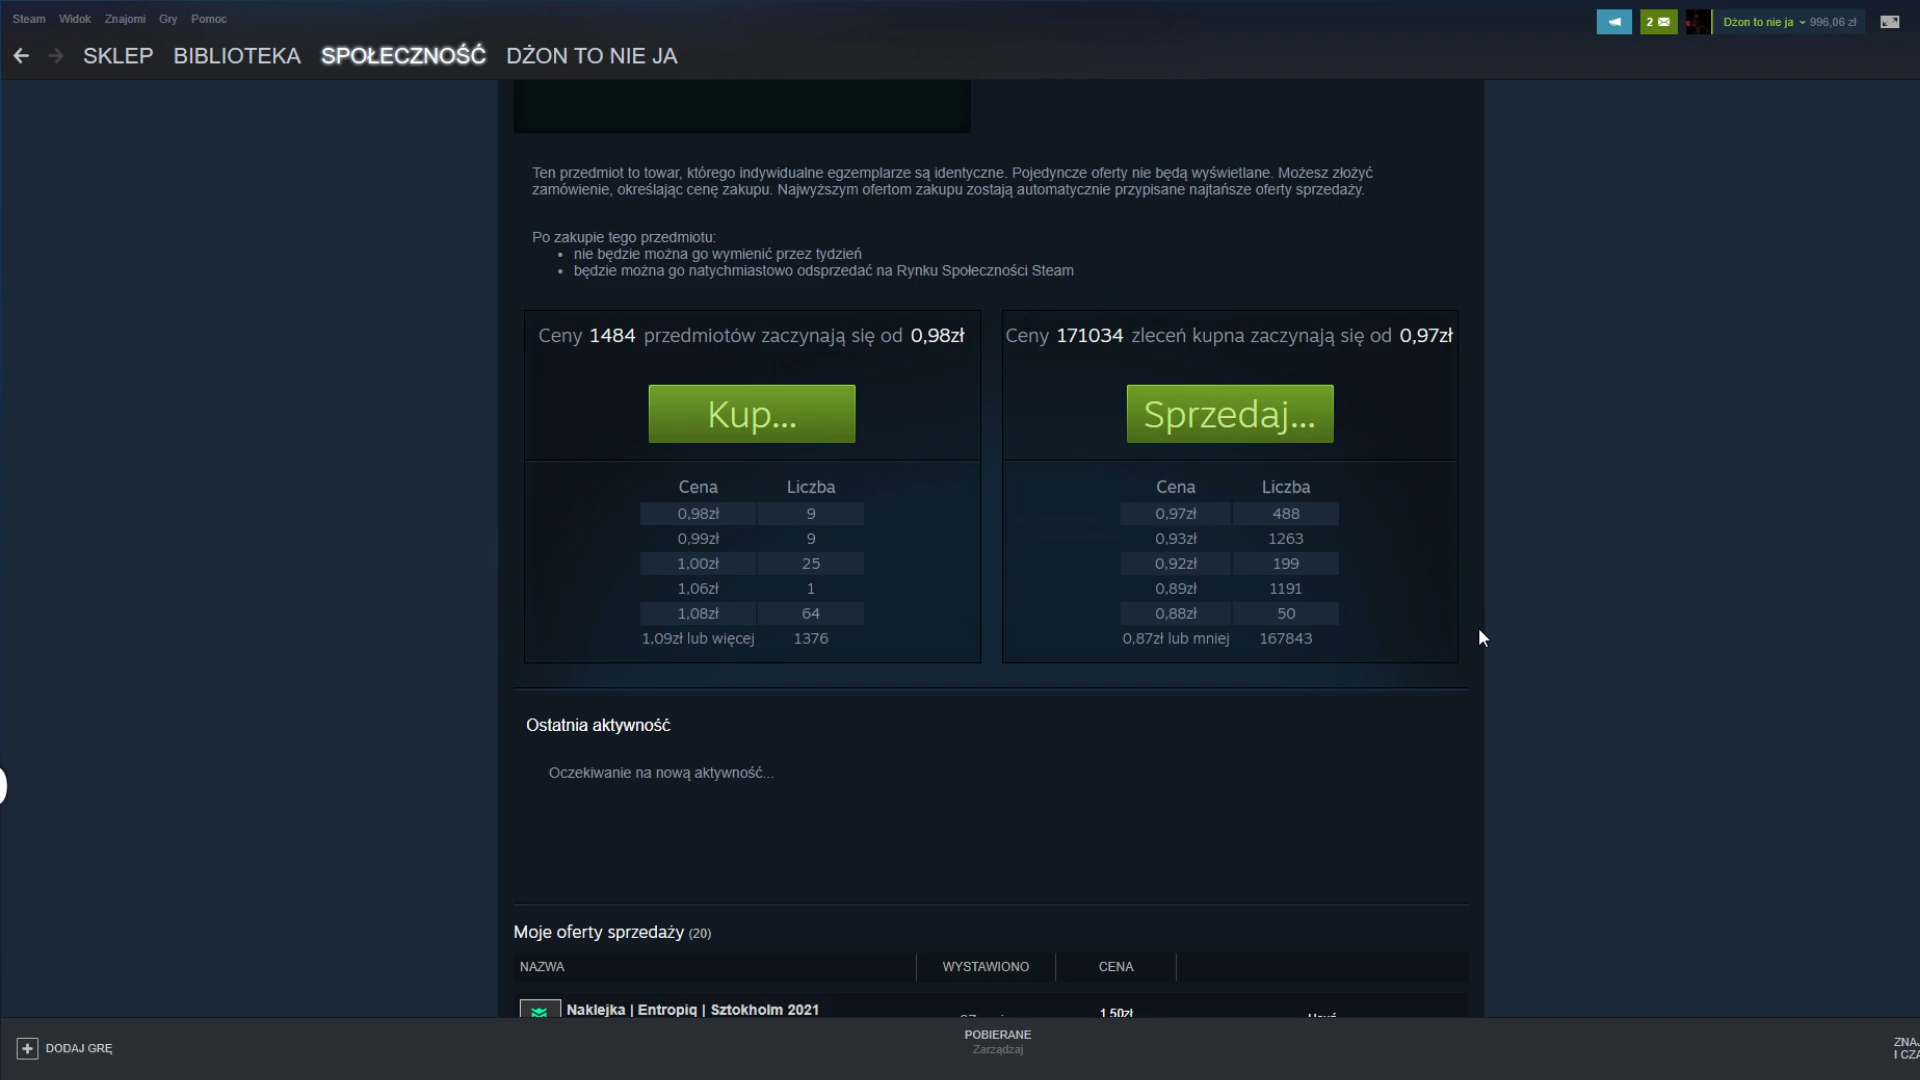 Steam Widok Znajomi Gry Pomoc
2 Dżon to nie ja 996,06 zł
SKLEP BIBLIOTEKA SPOŁECZNOŚĆ DŻON TO NIE JA
Ten przedmiot to towar, którego indywidualne egzemplarze są identyczne. Pojedyncze oferty nie będą wyświetlane. Możesz złożyć
zamówienie, określając cenę zakupu. Najwyższym ofertom zakupu zostają automatycznie przypisane najtańsze oferty sprzedaży.
Po zakupie tego przedmiotu:
• nie będzie można go wymienić przez tydzień
• będzie można go natychmiastowo odsprzedać na Rynku Społeczności Steam
Ceny 1484 przedmiotów zaczynają się od 0,98zł
Kup...
Cena Liczba
0,98zł 9
0,99zł 9
1,00zł 25
1,06zł 1
1,08zł 64
1,09zł lub więcej 1376
Ceny 171034 zleceń kupna zaczynają się od 0,97zł
Sprzedaj...
Cena Liczba
0,97zł 488
0,93zł 1263
0,92zł 199
0,89zł 1191
0,88zł 50
0,87zł lub mniej 167843
Ostatnia aktywność
Oczekiwanie na nową aktywność...
Moje oferty sprzedaży (20)
NAZWA WYSTAWIONO CENA
Naklejka | Entropiq | Sztokholm 2021 1,50zł
DODAJ GRĘ
POBIERANE
Zarządzaj
ZNAJ
I CZA